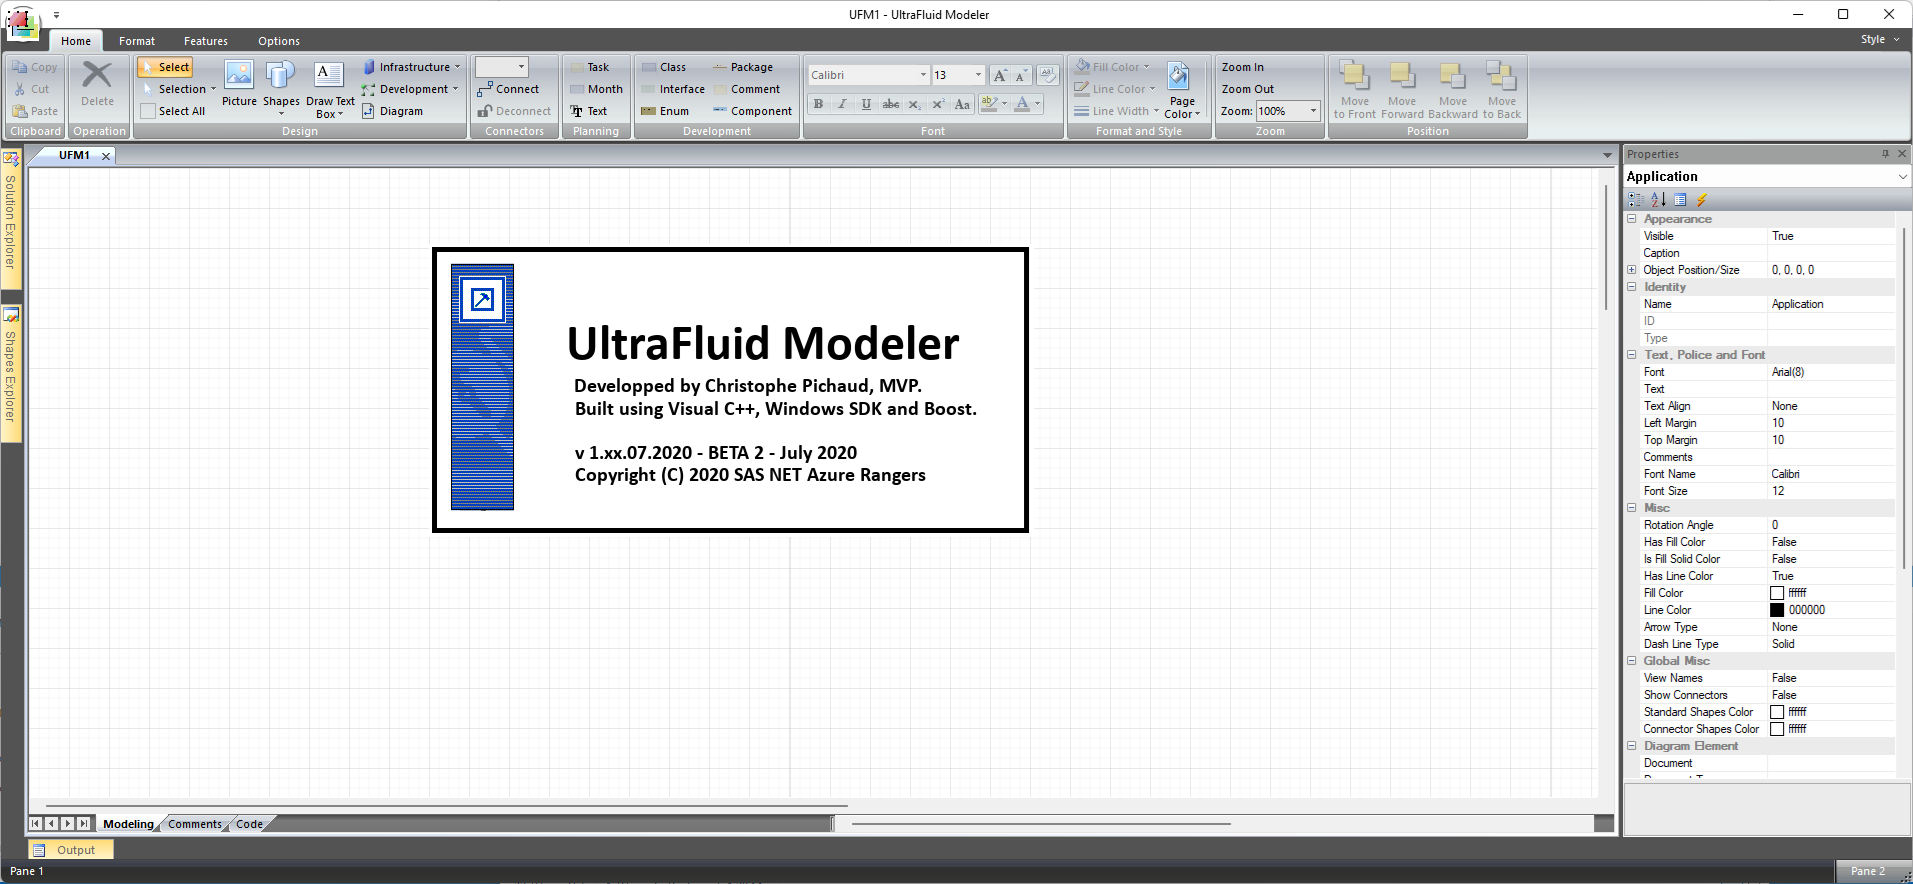 UFM1 - UltraFluid Modeler
Home Format Features Options Style
Copy Cut Paste Clipboard
Delete Operation
Select Selection Select All Picture Shapes Draw Text Box Infrastructure Development Diagram Design
Connect Disconnect Connectors
Task Month Text Planning
Class Interface Enum Package Comment Component Development
Calibri 13 B I U abc X X Aa ab A Font
Fill Color Line Color Line Width Page Color Format and Style
Zoom In Zoom Out Zoom: 100% Zoom
Move to Front Move Forward Move Backward Move to Back Position
UFM1
Solution Explorer
Shapes Explorer
UltraFluid Modeler
Developped by Christophe Pichaud, MVP.
Built using Visual C++, Windows SDK and Boost.
v 1.xx.07.2020 - BETA 2 - July 2020
Copyright (C) 2020 SAS NET Azure Rangers
Properties
Application
Appearance
Visible True
Caption
Object Position/Size 0, 0, 0, 0
Identity
Name Application
ID
Type
Text, Police and Font
Font Arial(8)
Text
Text Align None
Left Margin 10
Top Margin 10
Comments
Font Name Calibri
Font Size 12
Misc
Rotation Angle 0
Has Fill Color False
Is Fill Solid Color False
Has Line Color True
Fill Color ffffff
Line Color 000000
Arrow Type None
Dash Line Type Solid
Global Misc
View Names False
Show Connectors False
Standard Shapes Color ffffff
Connector Shapes Color ffffff
Diagram Element
Document
Modeling Comments Code
Output
Pane 1 Pane 2